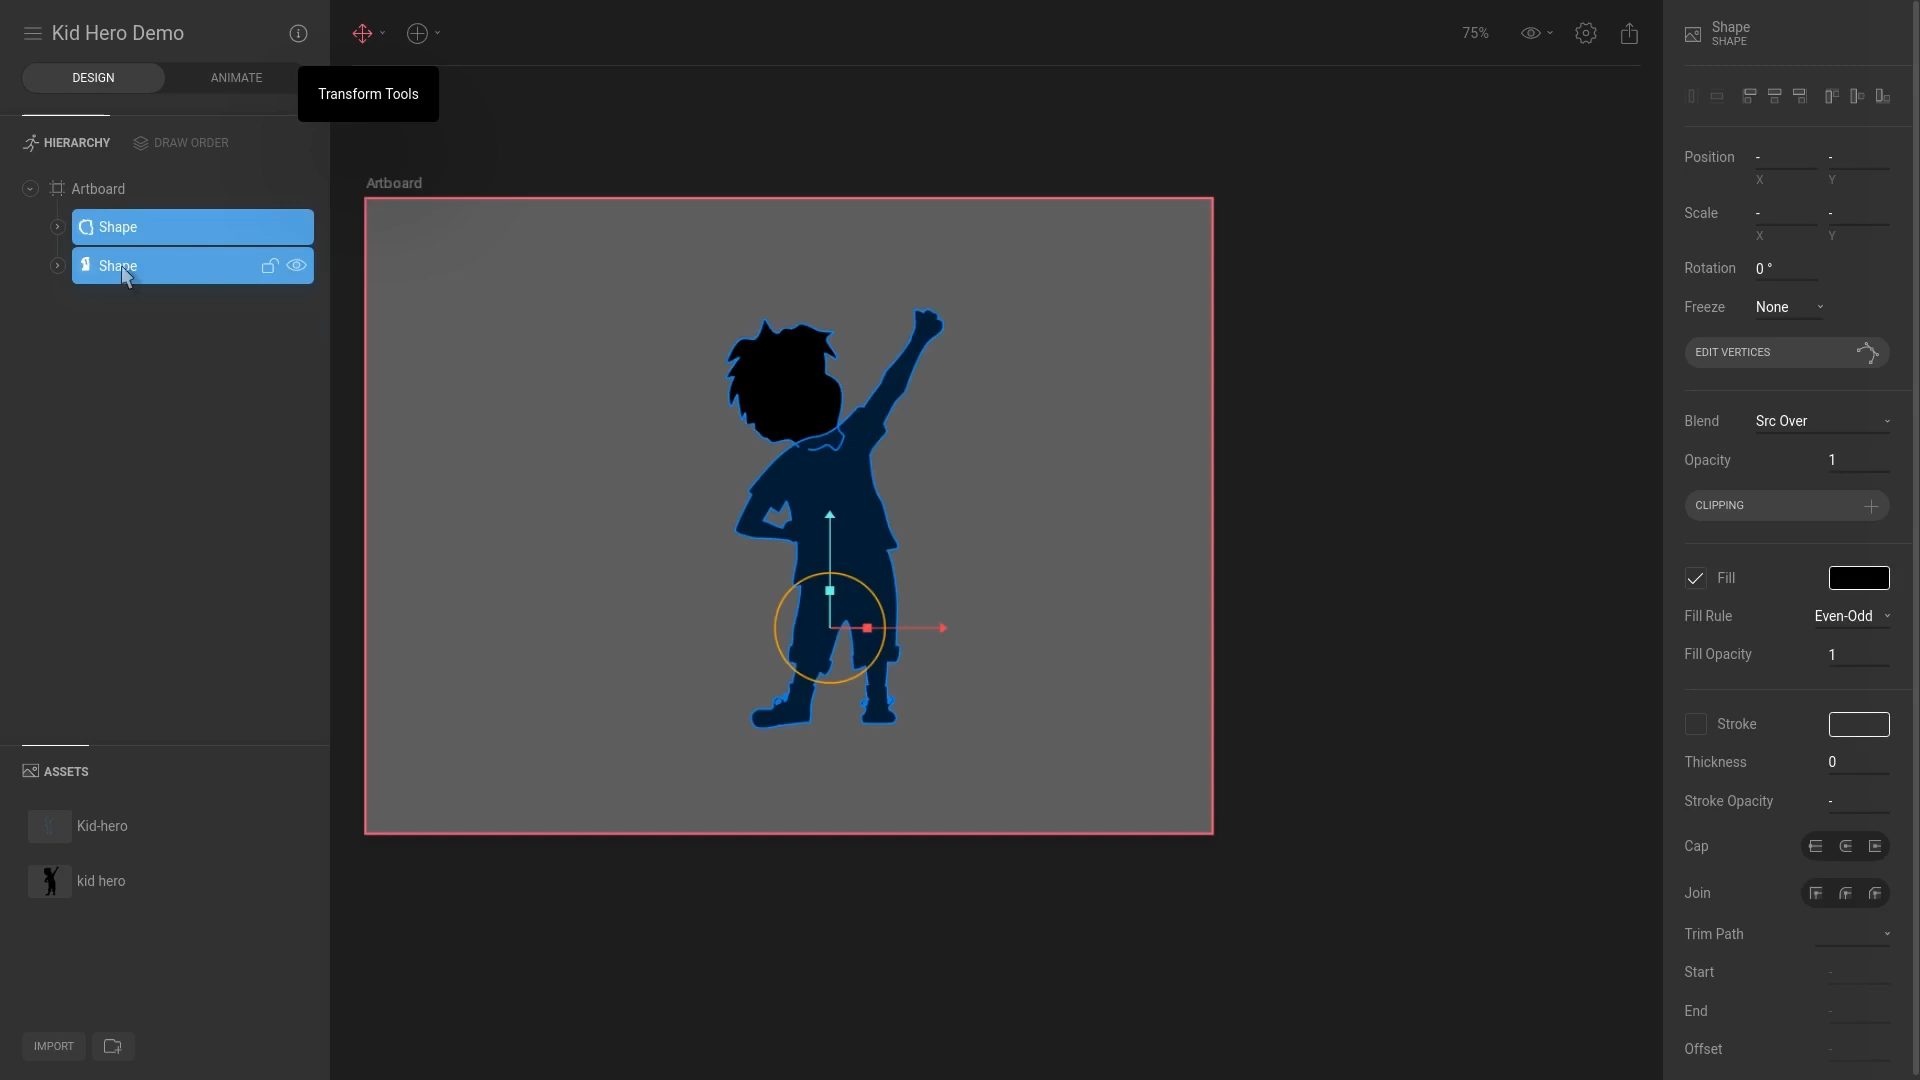 Kid Hero Demo
DESIGN
ANIMATE
Transform Tools
75%
Shape
SHAPE
HIERARCHY
DRAW ORDER
Artboard
Shape
Shape
Artboard
Position
-
-
X
Y
Scale
-
-
X
Y
Rotation
0 °
Freeze
None
EDIT VERTICES
Blend
Src Over
Opacity
1
CLIPPING
Fill
Fill Rule
Even-Odd
Fill Opacity
1
Stroke
Thickness
0
Stroke Opacity
-
Cap
Join
Trim Path
Start
-
End
-
Offset
-
ASSETS
Kid-hero
kid hero
IMPORT